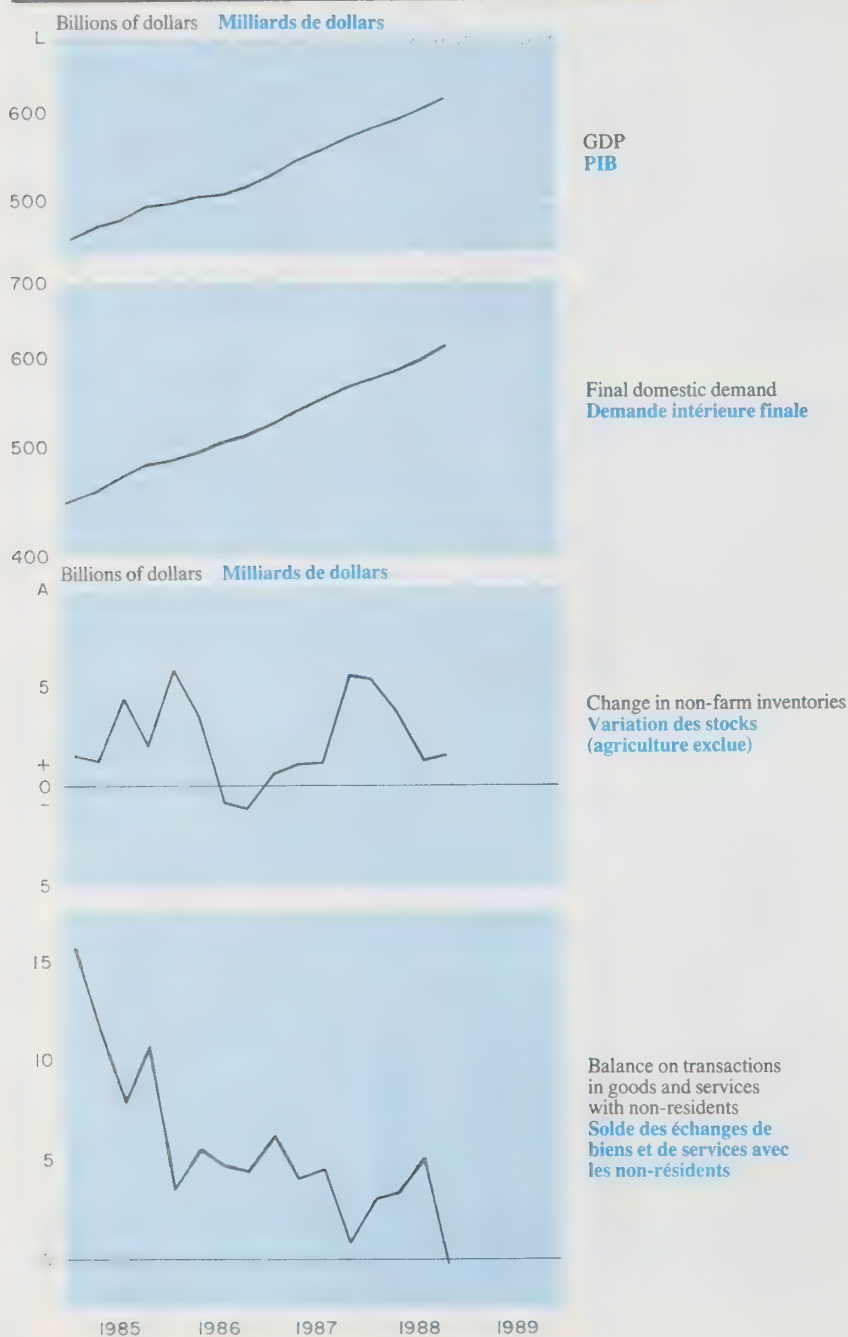 Billions of dollars Milliards de dollars
L
600
500
GDP
PIB
700
600
500
400
Final domestic demand
Demande intérieure finale
Billions of dollars Milliards de dollars
A
5
+
0
−
5
Change in non-farm inventories
Variation des stocks
(agriculture exclue)
15
10
5
Balance on transactions
in goods and services
with non-residents
Solde des échanges de
biens et de services avec
les non-résidents
1985 1986 1987 1988 1989